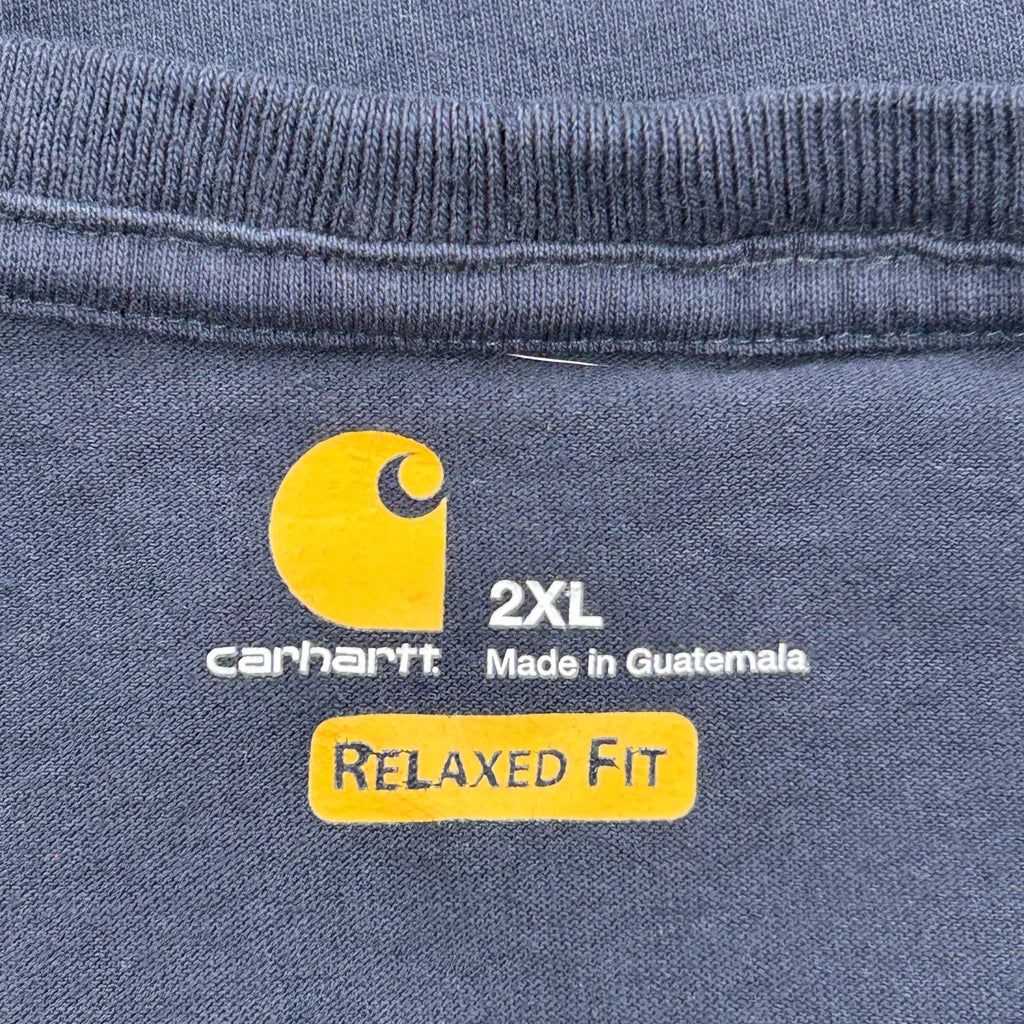 2XL
carhartt
Made in Guatemala
RELAXED FIT